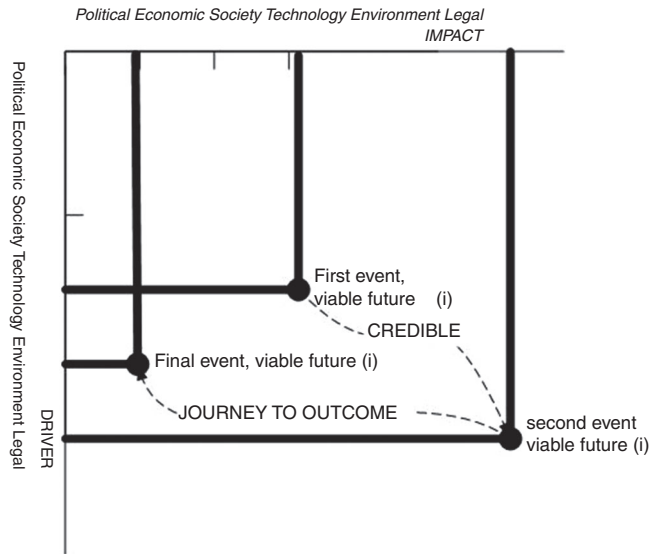 Political Economic Society Technology Environment Legal
IMPACT
Political Economic Society Technology Environment Legal
DRIVER
First event,
viable future (i)
CREDIBLE
Final event, viable future (i)
JOURNEY TO OUTCOME
second event
viable future (i)